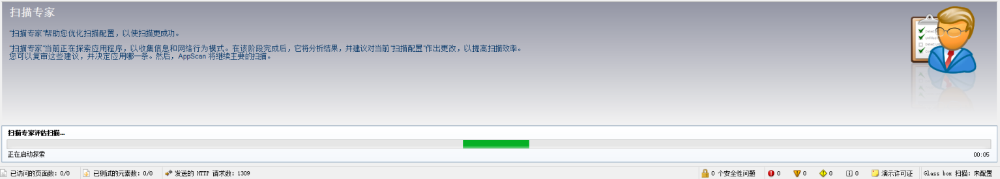 扫描专家
"扫描专家"帮助您优化扫描配置，以使扫描更成功。
"扫描专家"当前正在探索应用程序，以收集信息和网络行为模式。在该阶段完成后，它将分析结果，并建议对当前"扫描配置"作出更改，以提高扫描效率。
您可以复审这些建议，并决定应用哪一条。然后，AppScan 将继续主要的扫描。
扫描专家评估扫描...
正在启动探索 00:05
已访问的页面数：0/0 已测试的元素数：0/0 发送的 HTTP 请求数：1309 0 个安全性问题 0 0 0 0 演示许可证 Glass box 扫描：未配置